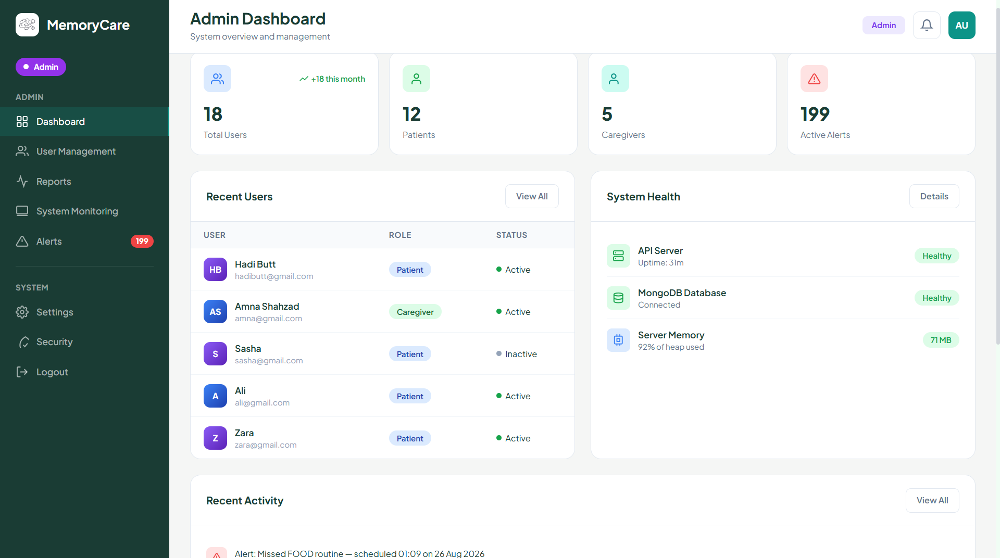 MemoryCare
Admin
ADMIN
Dashboard
User Management
Reports
System Monitoring
Alerts 199
SYSTEM
Settings
Security
Logout
Admin Dashboard
System overview and management
Admin
AU
+18 this month
18
Total Users
12
Patients
5
Caregivers
199
Active Alerts
Recent Users
View All
USER ROLE STATUS
HB Hadi Butt Patient Active
hadibutt@gmail.com
AS Amna Shahzad Caregiver Active
amna@gmail.com
S Sasha Patient Inactive
sasha@gmail.com
A Ali Patient Active
ali@gmail.com
Z Zara Patient Active
zara@gmail.com
System Health
Details
API Server Healthy
Uptime: 31m
MongoDB Database Healthy
Connected
Server Memory 71 MB
92% of heap used
Recent Activity
View All
Alert: Missed FOOD routine — scheduled 01:09 on 26 Aug 2026